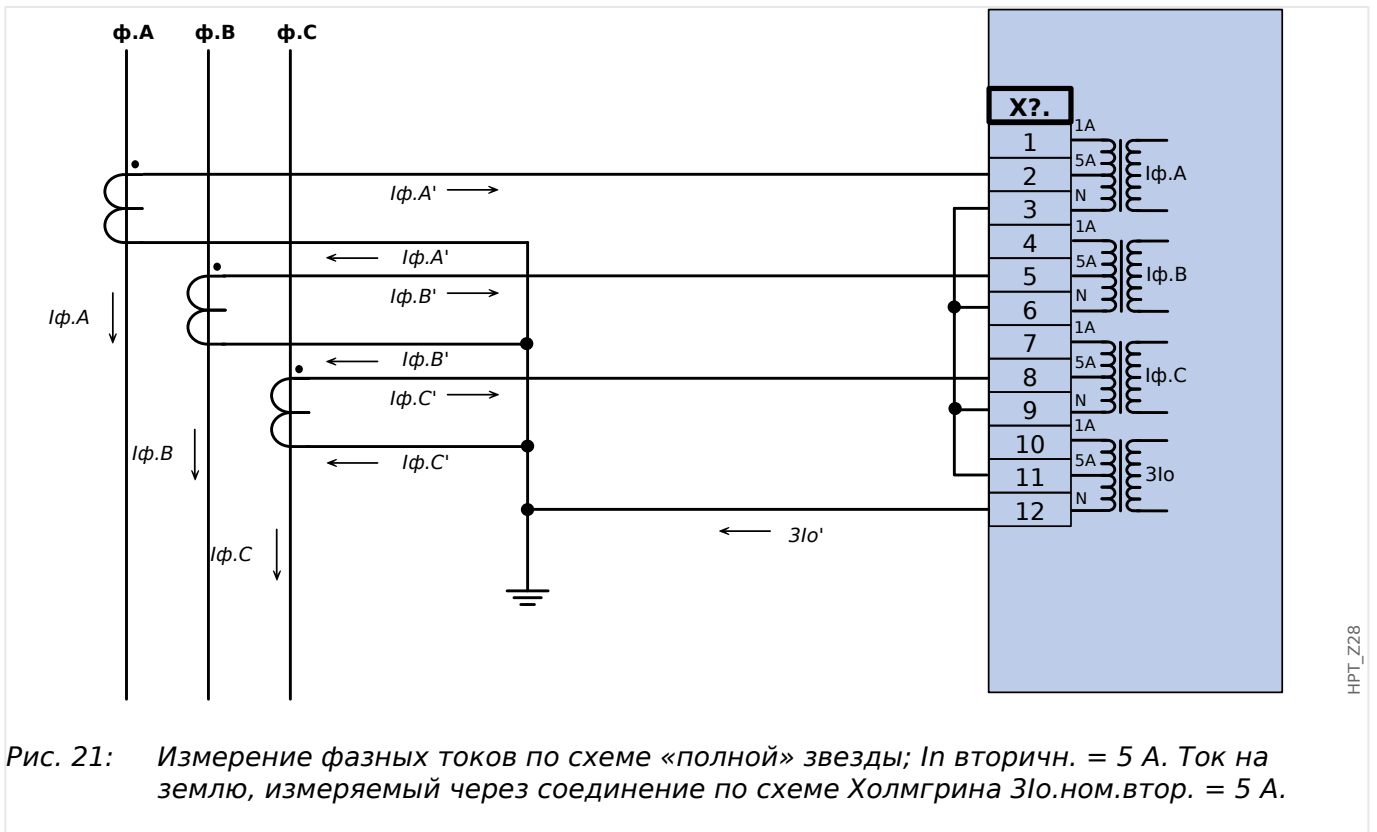 ф.A ф.B ф.C
X?.
1
2
3
4
5
6
7
8
9
10
11
12
1A
5A
N
Iф.A
1A
5A
N
Iф.B
1A
5A
N
Iф.C
1A
5A
N
3Io
Iф.A'
Iф.A'
Iф.B'
Iф.B'
Iф.C'
Iф.C'
3Io'
Iф.A
Iф.B
Iф.C
HPT_Z28
Рис. 21: Измерение фазных токов по схеме «полной» звезды; In вторичн. = 5 A. Ток на
землю, измеряемый через соединение по схеме Холмгрина 3Io.ном.втор. = 5 A.